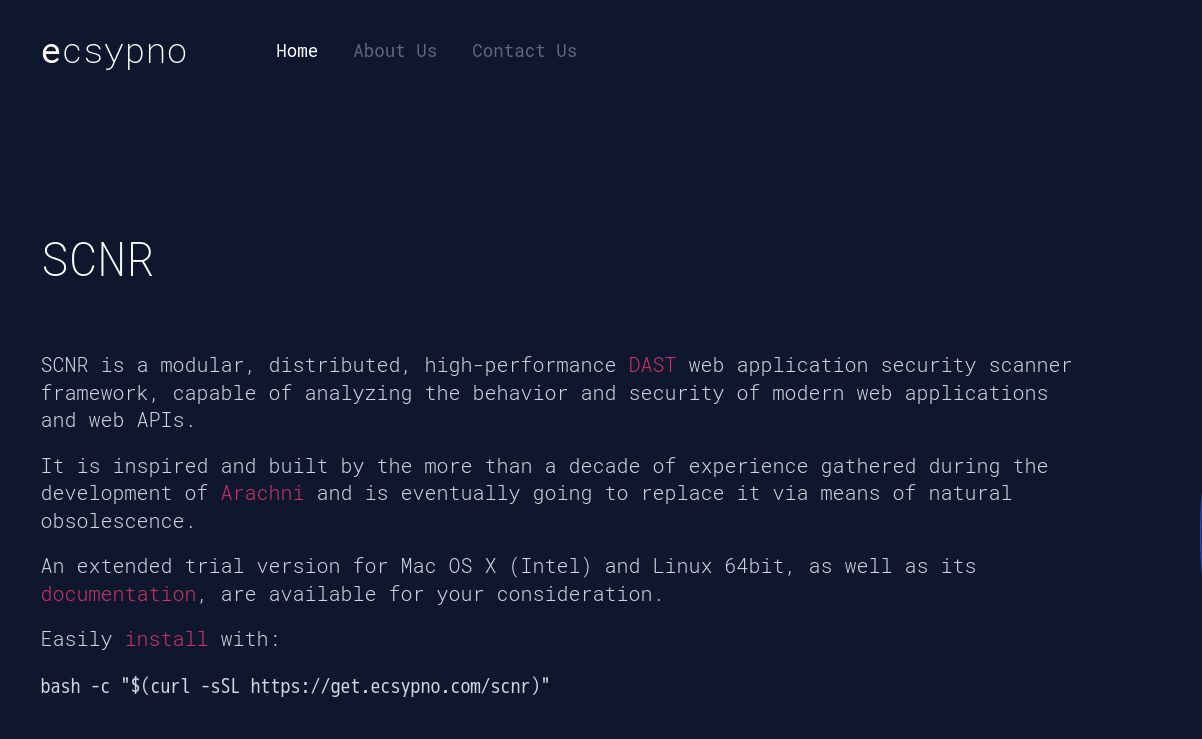 ecsypno
Home About Us Contact Us
SCNR
SCNR is a modular, distributed, high-performance DAST web application security scanner
framework, capable of analyzing the behavior and security of modern web applications
and web APIs.
It is inspired and built by the more than a decade of experience gathered during the
development of Arachni and is eventually going to replace it via means of natural
obsolescence.
An extended trial version for Mac OS X (Intel) and Linux 64bit, as well as its
documentation, are available for your consideration.
Easily install with:
bash -c "$(curl -sSL https://get.ecsypno.com/scnr)"